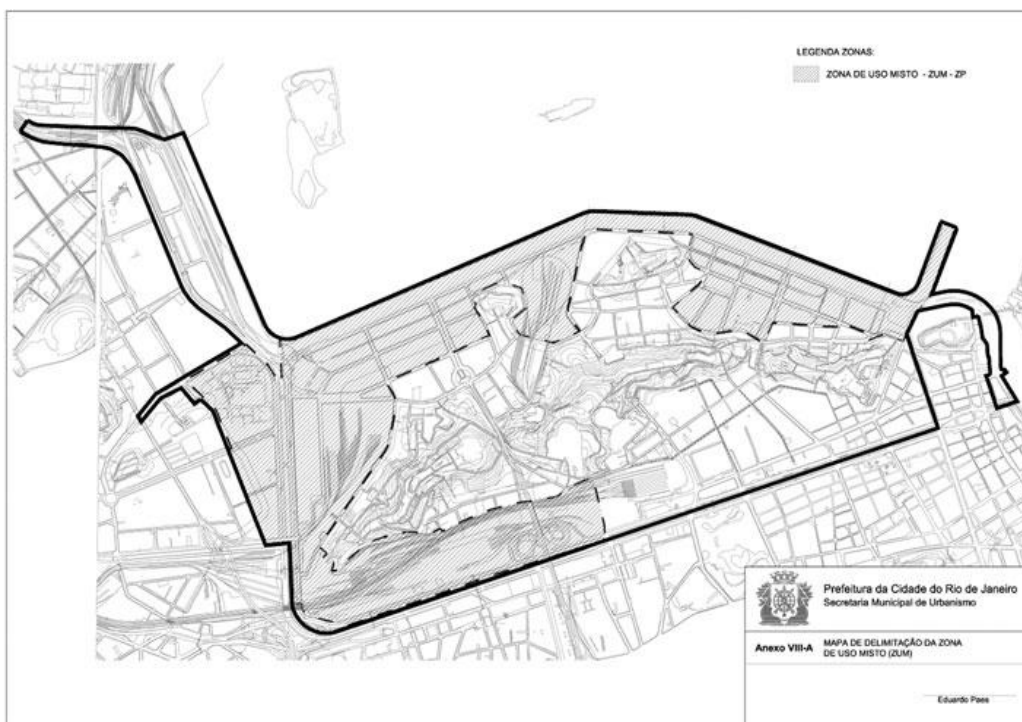 LEGENDA ZONAS:
ZONA DE USO MISTO - ZUM - ZP
Prefeitura da Cidade do Rio de Janeiro
Secretaria Municipal de Urbanismo
Anexo VIII-A
MAPA DE DELIMITAÇÃO DA ZONA
DE USO MISTO (ZUM)
Eduardo Paes